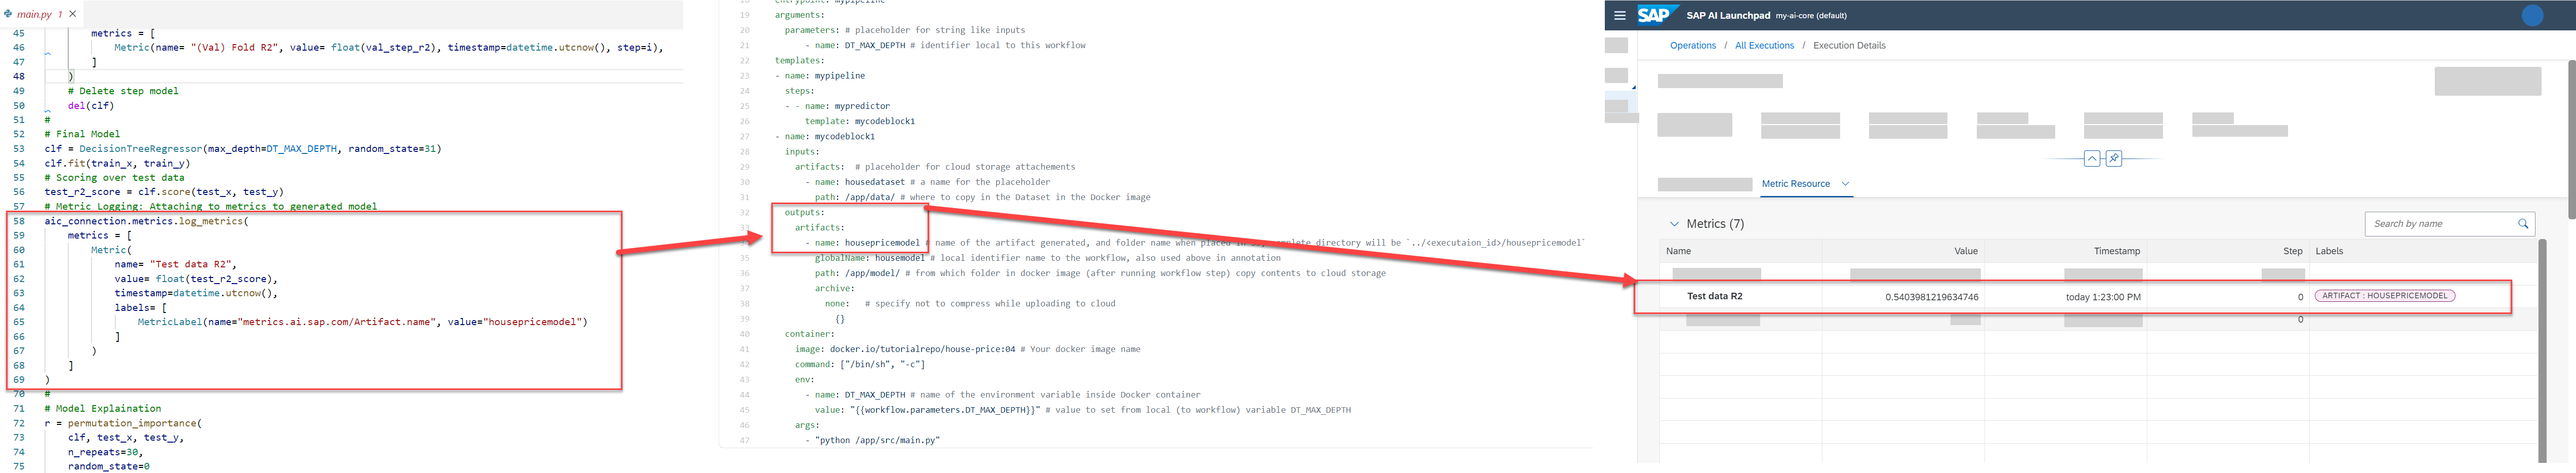 main.py 1 ×
45 metrics = [
46 Metric(name= "(Val) Fold R2", value= float(val_step_r2), timestamp=datetime.utcnow(), step=i),
47 ]
48 )
49 # Delete step model
50 del(clf)
51 #
52 # Final Model
53 clf = DecisionTreeRegressor(max_depth=DT_MAX_DEPTH, random_state=31)
54 clf.fit(train_x, train_y)
55 # Scoring over test data
56 test_r2_score = clf.score(test_x, test_y)
57 # Metric Logging: Attaching to metrics to generated model
58 aic_connection.metrics.log_metrics(
59 metrics = [
60 Metric(
61 name= "Test data R2",
62 value= float(test_r2_score),
63 timestamp=datetime.utcnow(),
64 labels= [
65 MetricLabel(name="metrics.ai.sap.com/Artifact.name", value="housepricemodel")
66 ]
67 )
68 ]
69 )
70 #
71 # Model Explaination
72 r = permutation_importance(
73 clf, test_x, test_y,
74 n_repeats=30,
75 random_state=0
18 entrypoint: mypipeline
19 arguments:
20 parameters: # placeholder for string like inputs
21 - name: DT_MAX_DEPTH # identifier local to this workflow
22 templates:
23 - name: mypipeline
24 steps:
25 - - name: mypredictor
26 template: mycodeblock1
27 - name: mycodeblock1
28 inputs:
29 artifacts: # placeholder for cloud storage attachements
30 - name: housedataset # a name for the placeholder
31 path: /app/data/ # where to copy in the Dataset in the Docker image
32 outputs:
33 artifacts:
- name: housepricemodel # name of the artifact generated, and folder name when placed in directory will be `../<executaion_id>/housepricemodel`
35 globalName: housemodel # local identifier name to the workflow, also used above in annotation
36 path: /app/model/ # from which folder in docker image (after running workflow step) copy contents to cloud storage
37 archive:
38 none: # specify not to compress while uploading to cloud
39 {}
40 container:
41 image: docker.io/tutorialrepo/house-price:04 # Your docker image name
42 command: ["/bin/sh", "-c"]
43 env:
44 - name: DT_MAX_DEPTH # name of the environment variable inside Docker container
45 value: "{{workflow.parameters.DT_MAX_DEPTH}}" # value to set from local (to workflow) variable DT_MAX_DEPTH
46 args:
47 - "python /app/src/main.py"
SAP SAP AI Launchpad my-ai-core (default)
Operations / All Executions / Execution Details
Metric Resource
Metrics (7)
Search by name
Name Value Timestamp Step Labels
Test data R2 0.5403981219634746 today 1:23:00 PM 0 ARTIFACT : HOUSEPRICEMODEL
0